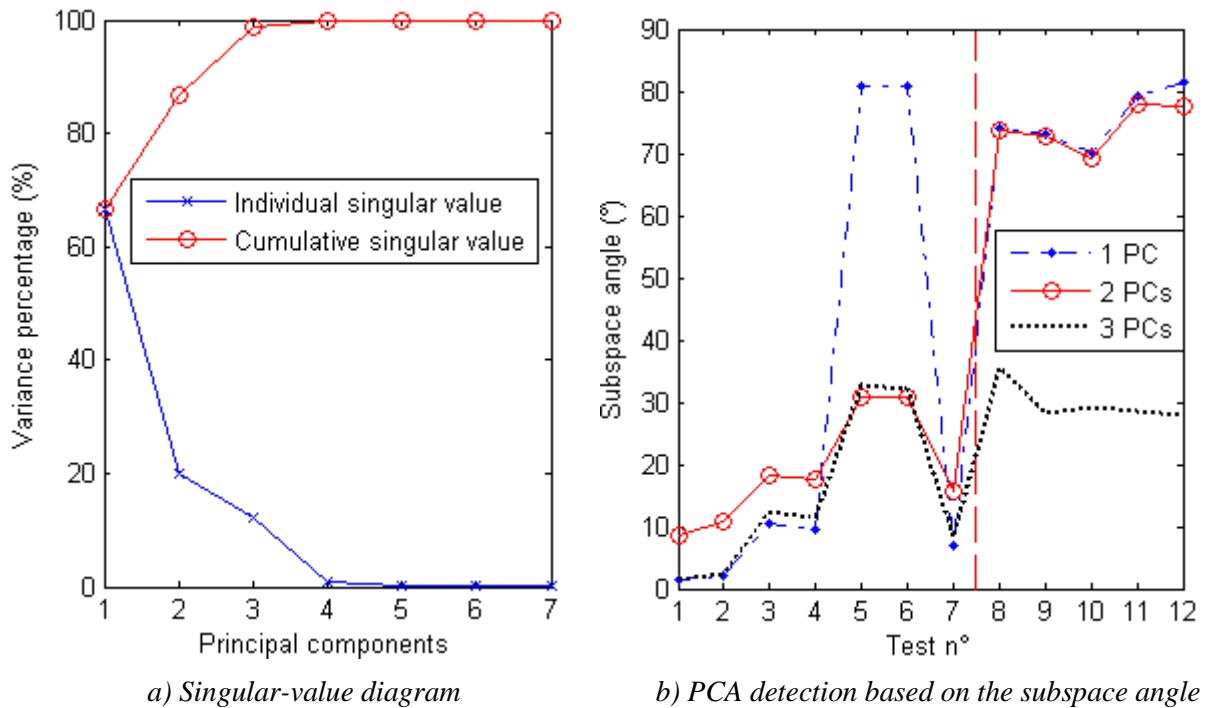 100
80
60
40
20
0
Variance percentage (%)
Individual singular value
Cumulative singular value
1 2 3 4 5 6 7
Principal components
a) Singular-value diagram
90
80
70
60
50
40
30
20
10
0
Subspace angle (°)
1 PC
2 PCs
3 PCs
1 2 3 4 5 6 7 8 9 10 11 12
Test n°
b) PCA detection based on the subspace angle